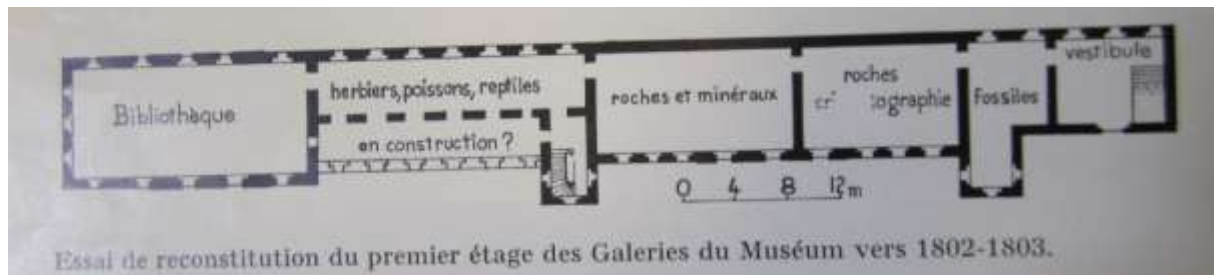 Bibliothèque
herbiers, poissons, reptiles
en construction ?
roches et minéraux
roches
fossiles
vestibule
0 4 8 12 m
Essai de reconstitution du premier étage des Galeries du Muséum vers 1802-1803.